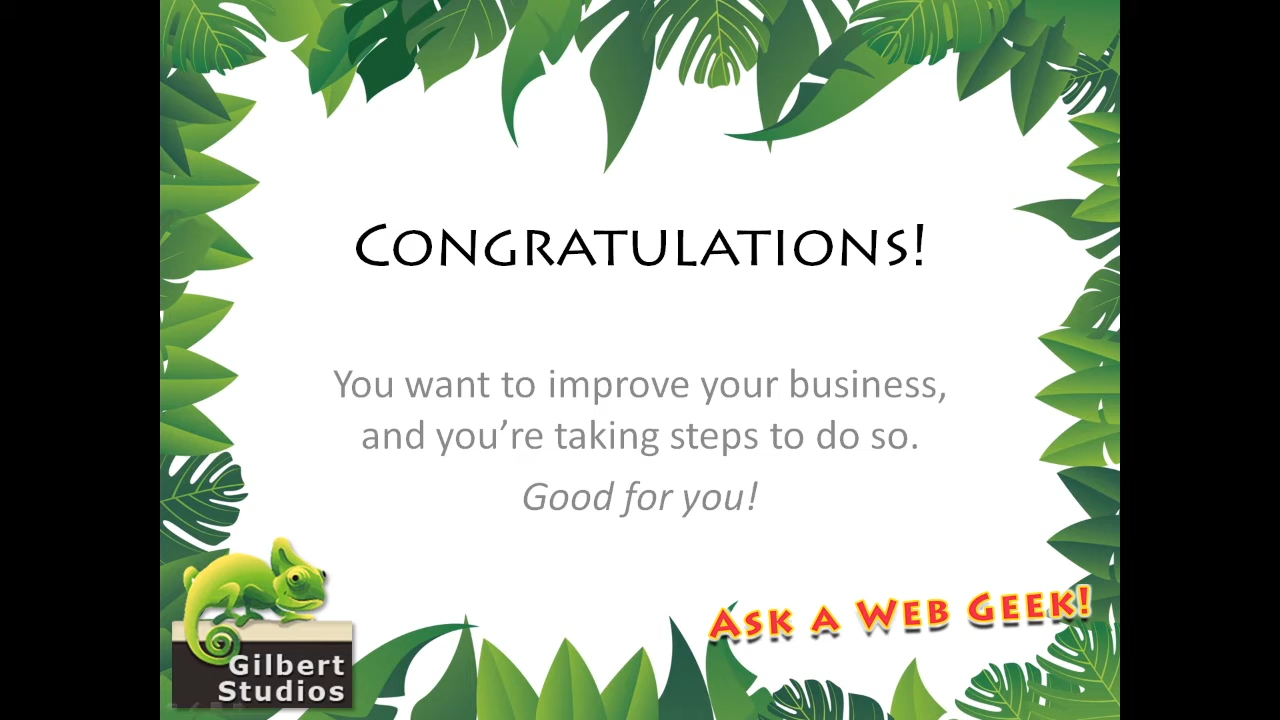 Congratulations!
You want to improve your business,
and you’re taking steps to do so.
Good for you!
Ask a Web Geek!
Gilbert
Studios